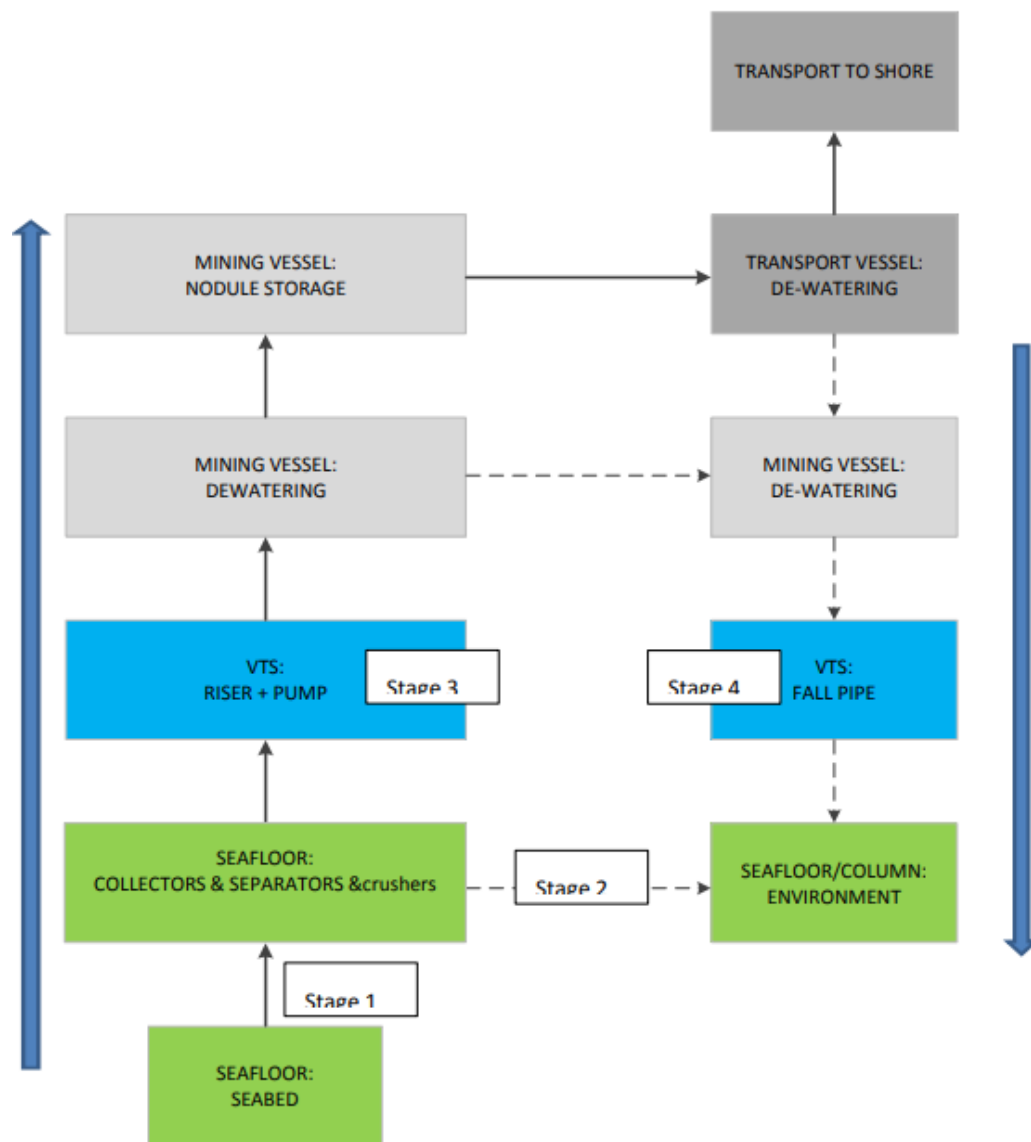 TRANSPORT TO SHORE
MINING VESSEL:
NODULE STORAGE
TRANSPORT VESSEL:
DE-WATERING
MINING VESSEL:
DEWATERING
MINING VESSEL:
DE-WATERING
VTS:
RISER + PUMP
Stage 3
Stage 4
VTS:
FALL PIPE
SEAFLOOR:
COLLECTORS & SEPARATORS &crushers
Stage 2
SEAFLOOR/COLUMN:
ENVIRONMENT
Stage 1
SEAFLOOR:
SEABED